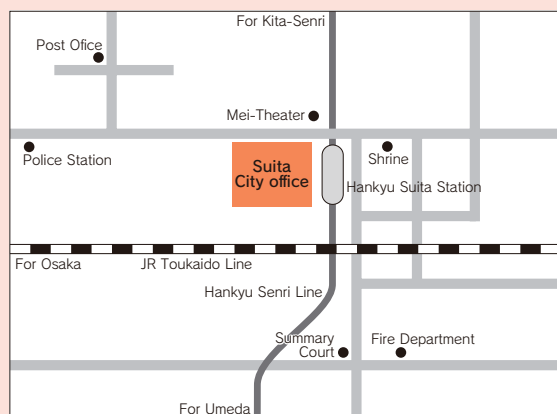 For Kita-Senri
Post Ofice
Mei-Theater
Police Station
Suita
City office
Shrine
Hankyu Suita Station
For Osaka
JR Toukaido Line
Hankyu Senri Line
Summary
Court
Fire Department
For Umeda